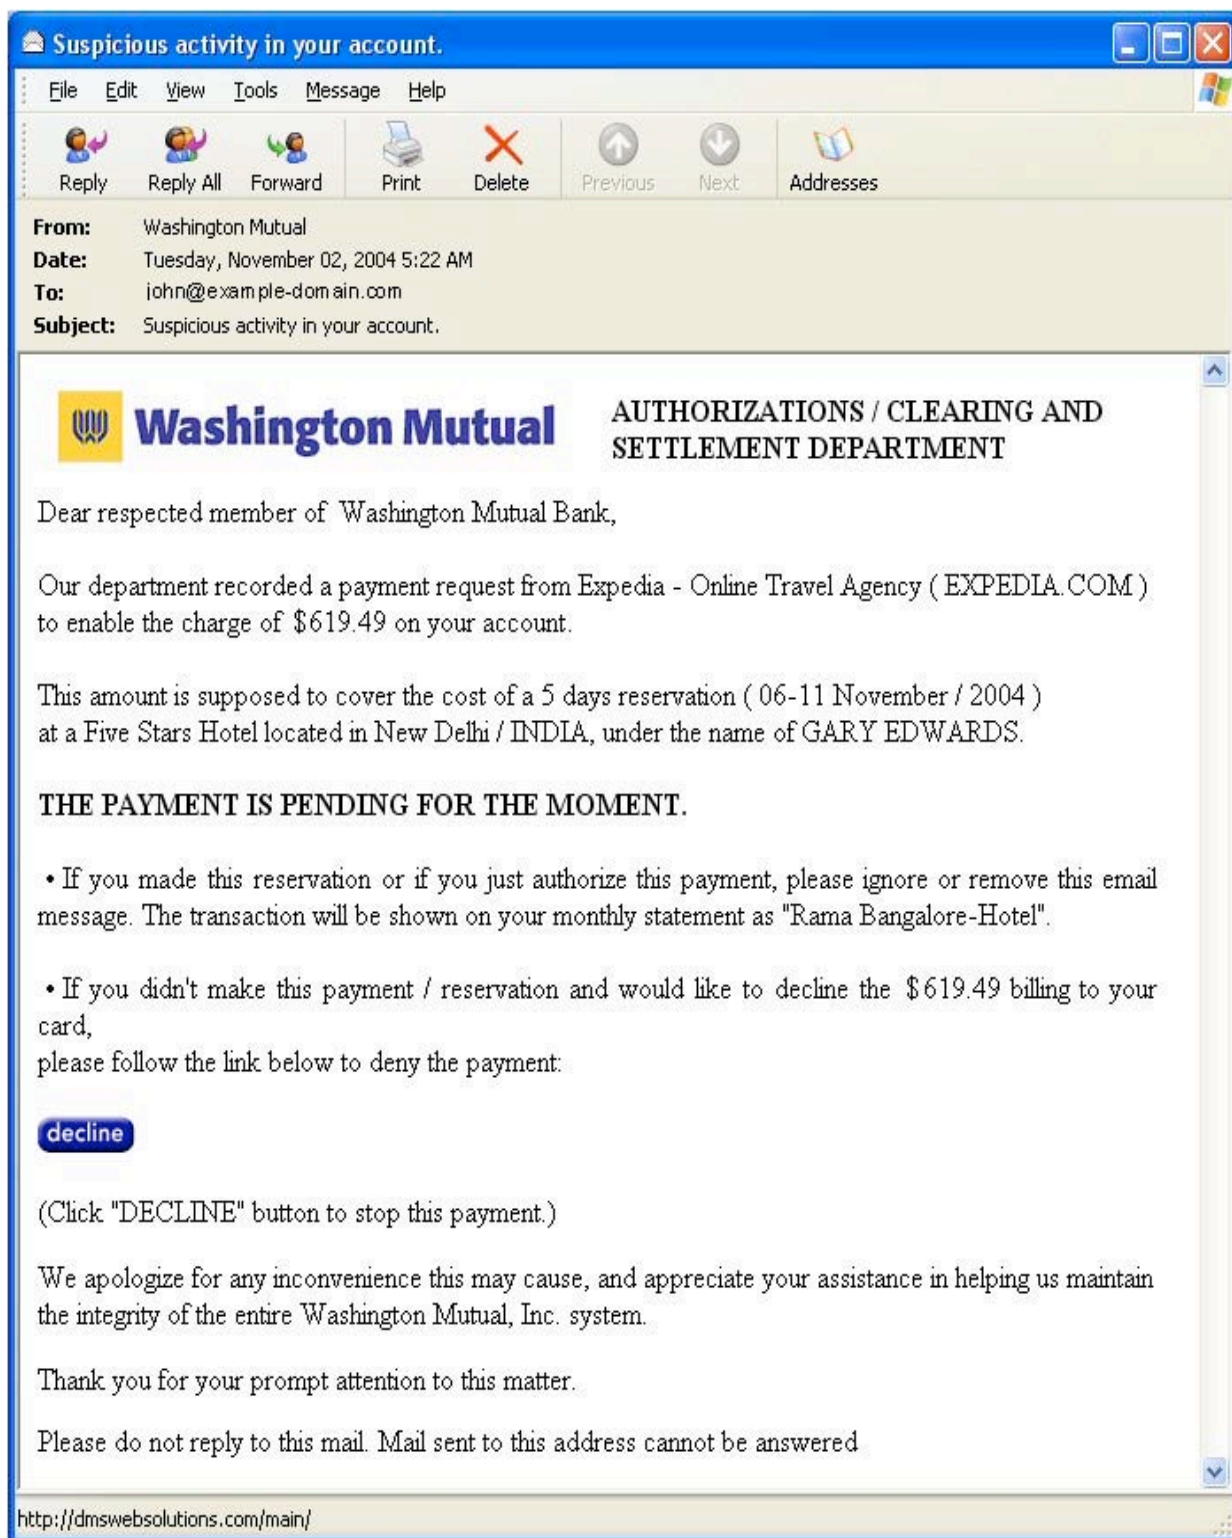 Suspicious activity in your account.
File Edit View Tools Message Help
Reply Reply All Forward Print Delete Previous Next Addresses
From: Washington Mutual
Date: Tuesday, November 02, 2004 5:22 AM
To: john@example-domain.com
Subject: Suspicious activity in your account.
Washington Mutual
AUTHORIZATIONS / CLEARING AND
SETTLEMENT DEPARTMENT
Dear respected member of Washington Mutual Bank,
Our department recorded a payment request from Expedia - Online Travel Agency ( EXPEDIA.COM )
to enable the charge of $619.49 on your account.
This amount is supposed to cover the cost of a 5 days reservation ( 06-11 November / 2004 )
at a Five Stars Hotel located in New Delhi / INDIA, under the name of GARY EDWARDS.
THE PAYMENT IS PENDING FOR THE MOMENT.
• If you made this reservation or if you just authorize this payment, please ignore or remove this email
message. The transaction will be shown on your monthly statement as "Rama Bangalore-Hotel".
• If you didn't make this payment / reservation and would like to decline the $619.49 billing to your
card,
please follow the link below to deny the payment:
decline
(Click "DECLINE" button to stop this payment.)
We apologize for any inconvenience this may cause, and appreciate your assistance in helping us maintain
the integrity of the entire Washington Mutual, Inc. system.
Thank you for your prompt attention to this matter.
Please do not reply to this mail. Mail sent to this address cannot be answered
http://dmswebsolutions.com/main/